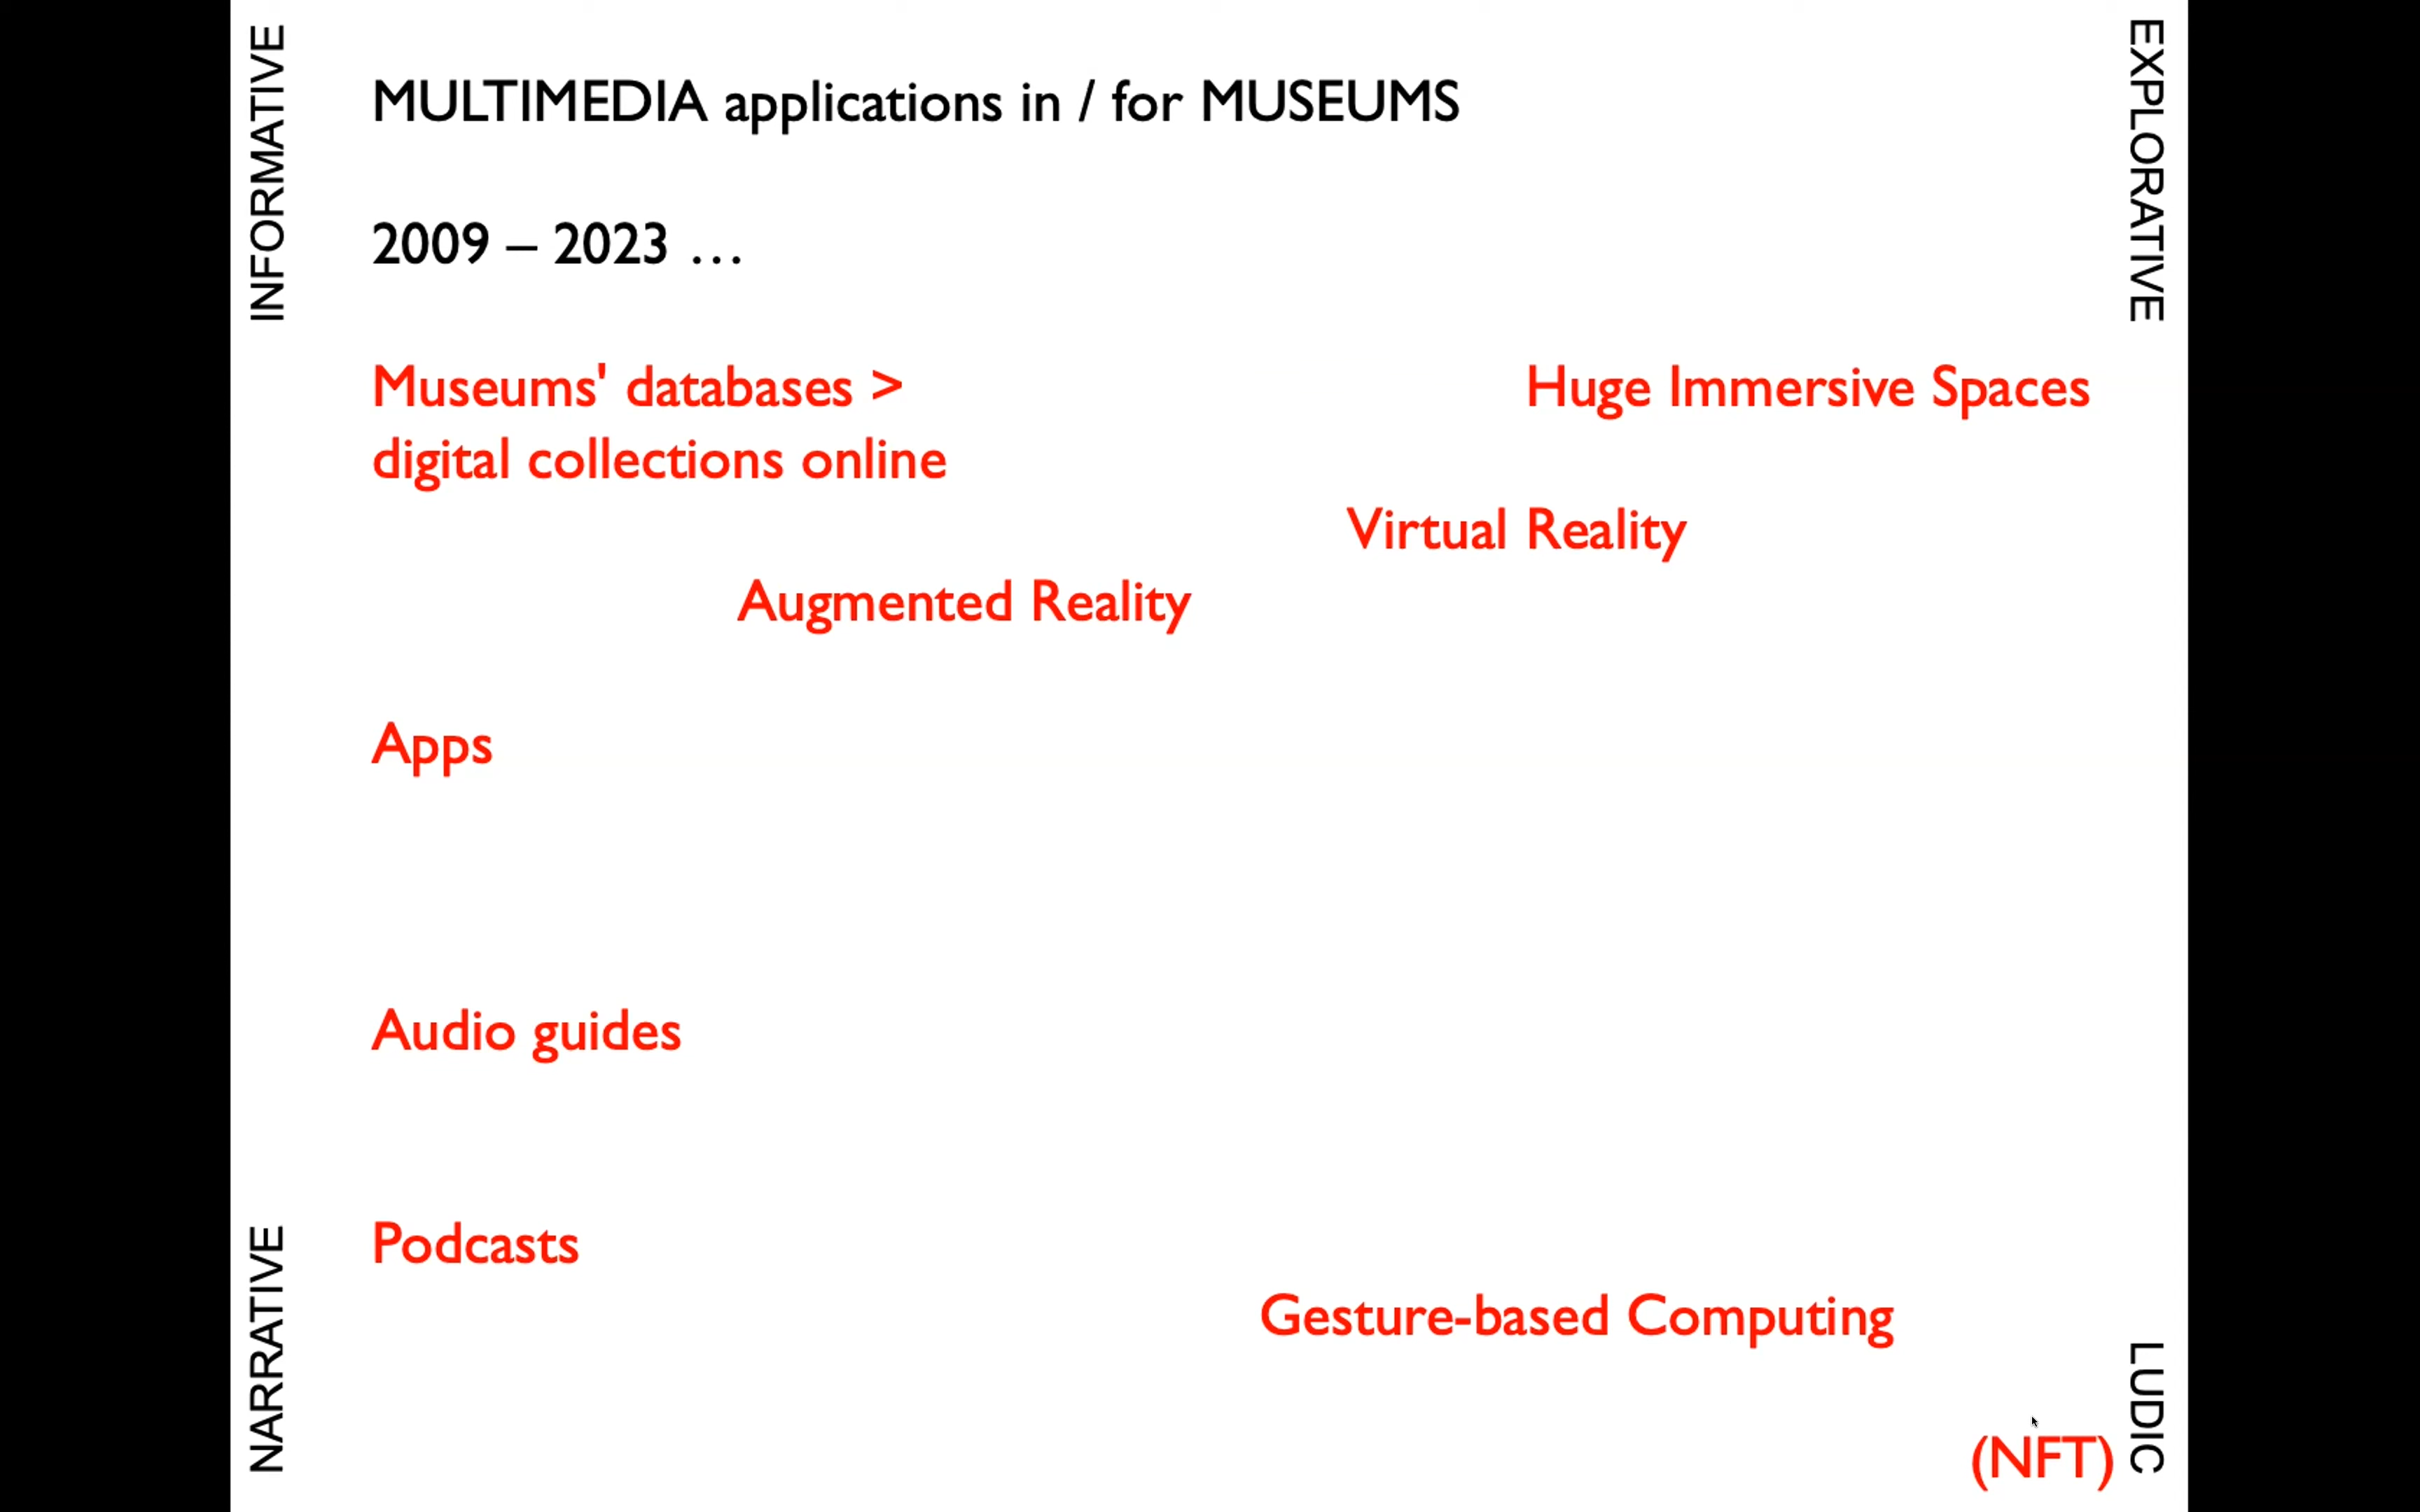 INFORMATIVE
EXPLORATIVE
MULTIMEDIA applications in / for MUSEUMS
2009 – 2023 …
Museums' databases >
digital collections online
Huge Immersive Spaces
Virtual Reality
Augmented Reality
Apps
Audio guides
Podcasts
Gesture-based Computing
NARRATIVE
LUDIC
(NFT)